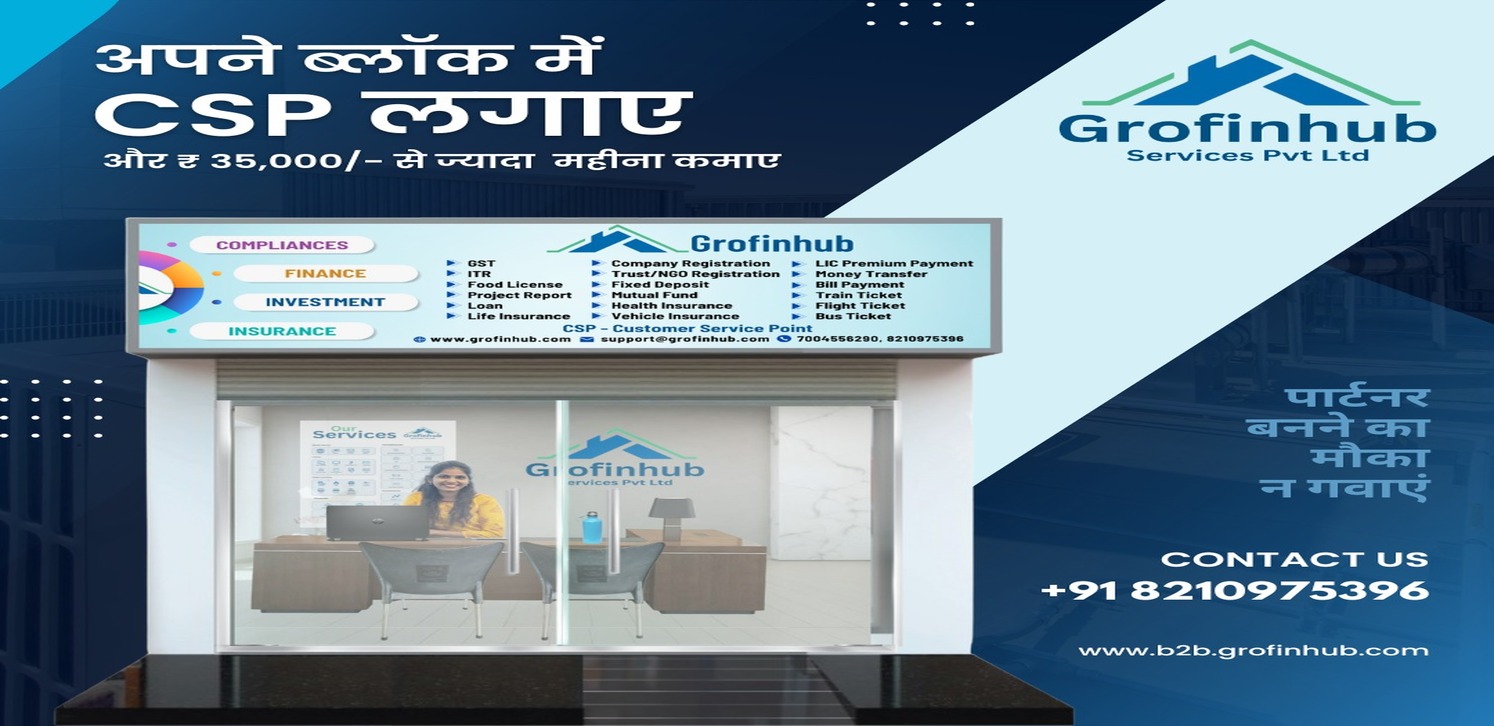 अपने ब्लॉक में
CSP लगाए
और ₹ 35,000/- से ज्यादा महीना कमाए
Grofinhub
Services Pvt Ltd
COMPLIANCES
FINANCE
INVESTMENT
INSURANCE
Grofinhub
GST
ITR
Food License
Project Report
Loan
Life Insurance
Company Registration
Trust/NGO Registration
Fixed Deposit
Mutual Fund
Health Insurance
Vehicle Insurance
LIC Premium Payment
Money Transfer
Bill Payment
Train Ticket
Flight Ticket
Bus Ticket
CSP - Customer Service Point
www.grofinhub.com support@grofinhub.com 7004556290, 8210975396
Our
Services
Grofinhub
Grofinhub
Services Pvt Ltd
पार्टनर
बनने का
मौका
न गवाएं
CONTACT US
+91 8210975396
www.b2b.grofinhub.com